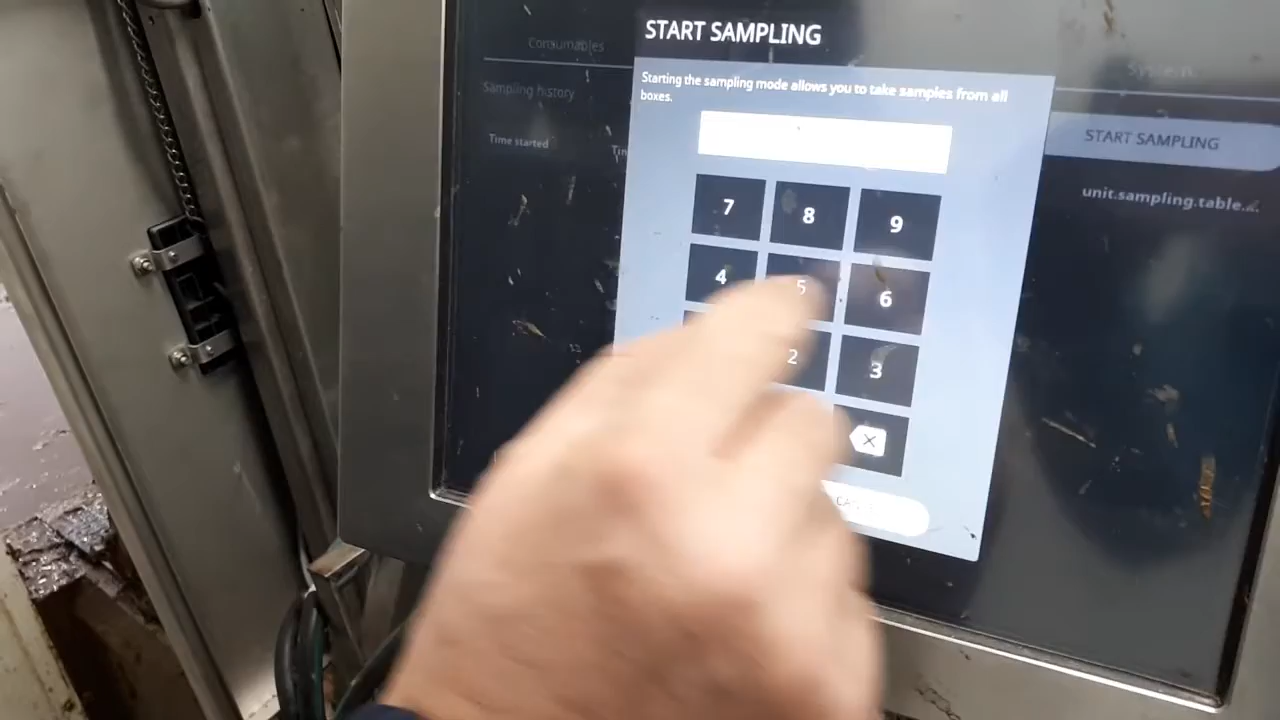 START SAMPLING
Consumables
Starting the sampling mode allows you to take samples from all
boxes.
Sampling history
START SAMPLING
Time started
unit.sampling.table...
7 8 9
4 5 6
2 3